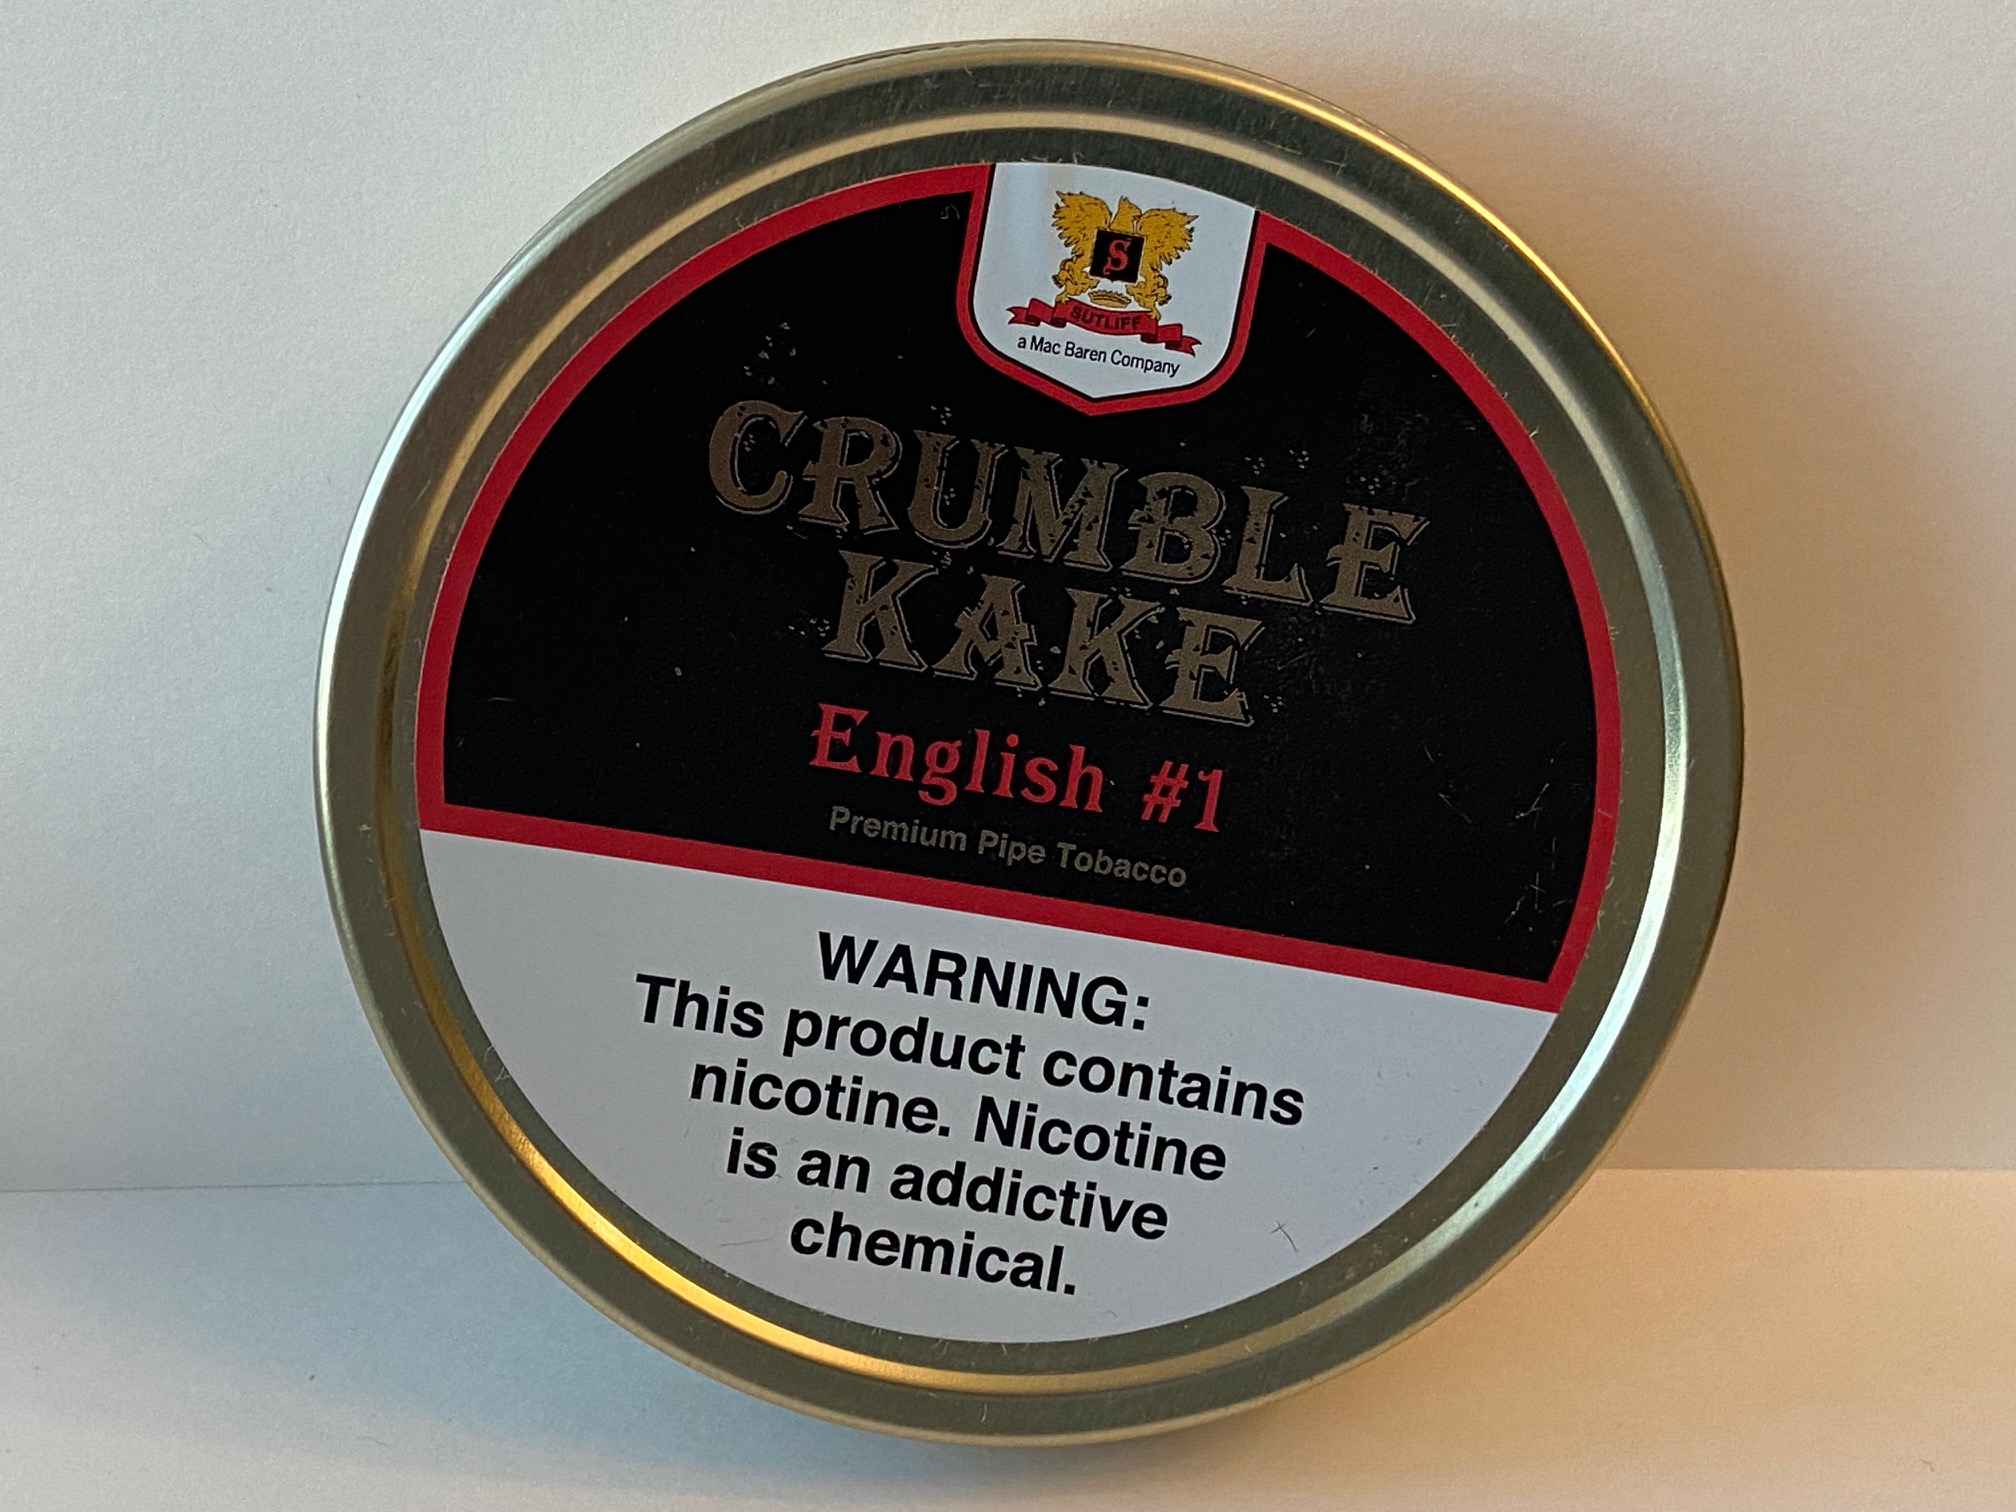 S
SUTLIFF
a Mac Baren Company
CRUMBLE
KAKE
English #1
Premium Pipe Tobacco
WARNING:
This product contains
nicotine. Nicotine
is an addictive
chemical.